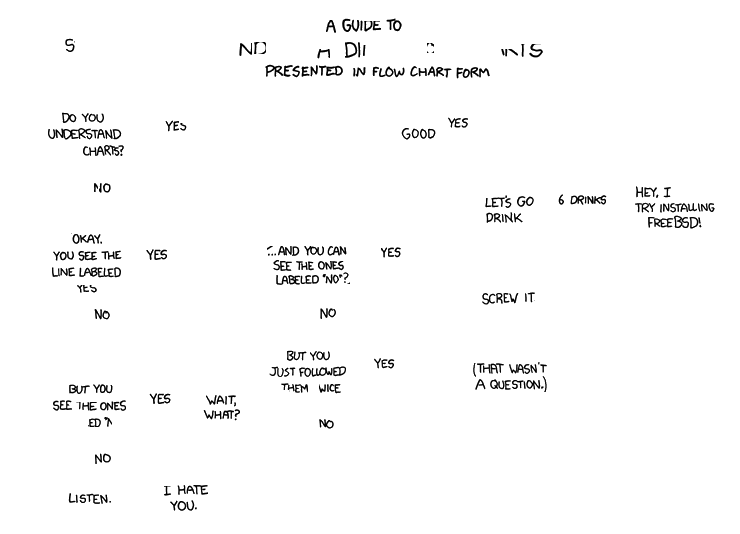 A GUIDE TO
PRESENTED IN FLOW CHART FORM
DO YOU
UNDERSTAND
CHARTS?
YES
GOOD
YES
NO
LET'S GO
DRINK
6 DRINKS
HEY, I
TRY INSTALLING
FREEBSD!
OKAY.
YOU SEE THE
LINE LABELED
YES
YES
...AND YOU CAN
SEE THE ONES
LABELED "NO"?
YES
NO
NO
SCREW IT
BUT YOU
JUST FOLLOWED
THEM
YES
(THAT WASN'T
A QUESTION.)
BUT YOU
SEE THE ONES
YES
WAIT,
WHAT?
NO
NO
LISTEN.
I HATE
YOU.